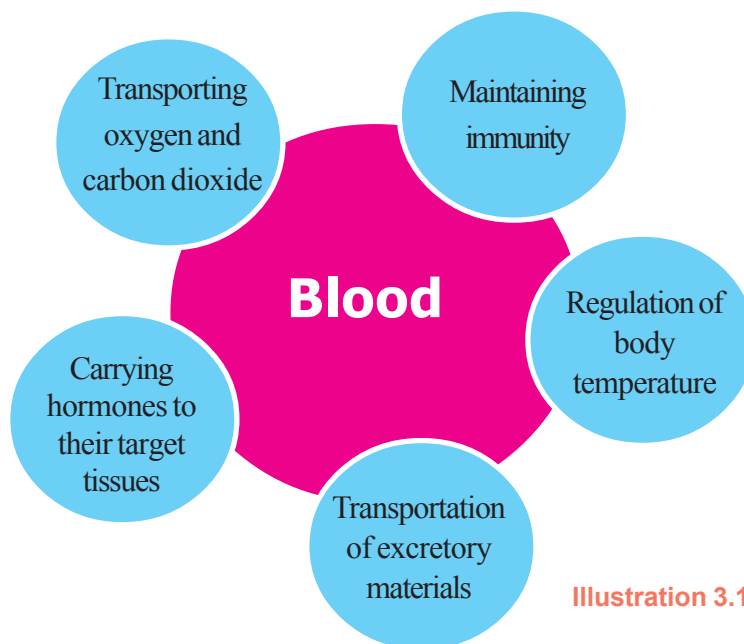 Transporting
oxygen and
carbon dioxide
Maintaining
immunity
Blood
Regulation of
body
temperature
Carrying
hormones to
their target
tissues
Transportation
of excretory
materials
Illustration 3.1